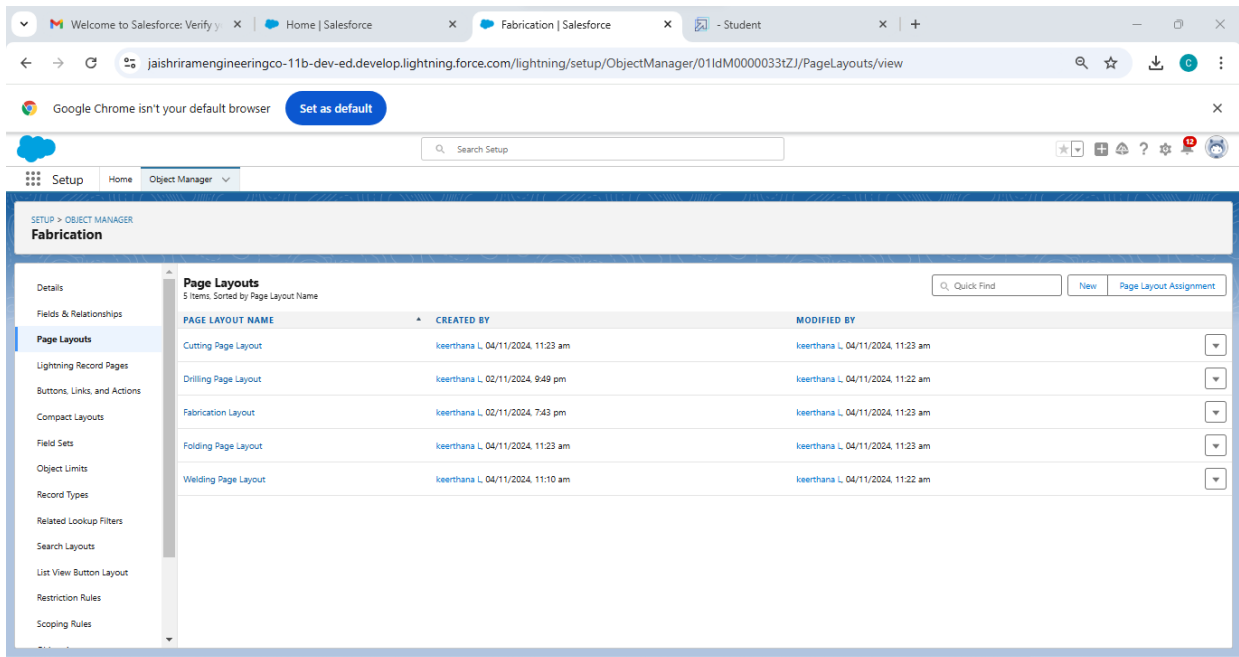 Welcome to Salesforce: Verify y
Home | Salesforce
Fabrication | Salesforce
- Student
jaishriramengineeringco-11b-dev-ed.develop.lightning.force.com/lightning/setup/ObjectManager/01IdM0000033tZJ/PageLayouts/view
C
Google Chrome isn't your default browser
Set as default
Search Setup
12
Setup
Home
Object Manager
SETUP > OBJECT MANAGER
Fabrication
Details
Fields & Relationships
Page Layouts
Lightning Record Pages
Buttons, Links, and Actions
Compact Layouts
Field Sets
Object Limits
Record Types
Related Lookup Filters
Search Layouts
List View Button Layout
Restriction Rules
Scoping Rules
Page Layouts
5 Items, Sorted by Page Layout Name
Quick Find
New
Page Layout Assignment
PAGE LAYOUT NAME CREATED BY MODIFIED BY
Cutting Page Layout keerthana L, 04/11/2024, 11:23 am keerthana L, 04/11/2024, 11:23 am
Drilling Page Layout keerthana L, 02/11/2024, 9:49 pm keerthana L, 04/11/2024, 11:22 am
Fabrication Layout keerthana L, 02/11/2024, 7:43 pm keerthana L, 04/11/2024, 11:23 am
Folding Page Layout keerthana L, 04/11/2024, 11:23 am keerthana L, 04/11/2024, 11:23 am
Welding Page Layout keerthana L, 04/11/2024, 11:10 am keerthana L, 04/11/2024, 11:22 am